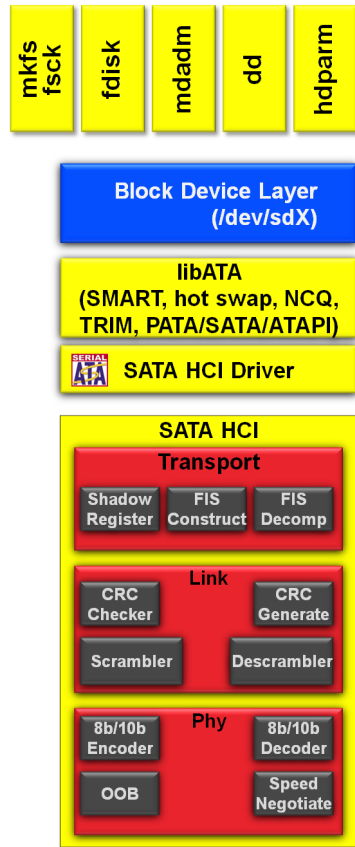 mkfs
fsck
fdisk
mdadm
dd
hdparm
Block Device Layer
(/dev/sdX)
libATA
(SMART, hot swap, NCQ,
TRIM, PATA/SATA/ATAPI)
SERIAL
ATA
SATA HCI Driver
SATA HCI
Transport
Shadow
Register
FIS
Construct
FIS
Decomp
Link
CRC
Checker
CRC
Generate
Scrambler
Descrambler
Phy
8b/10b
Encoder
8b/10b
Decoder
OOB
Speed
Negotiate